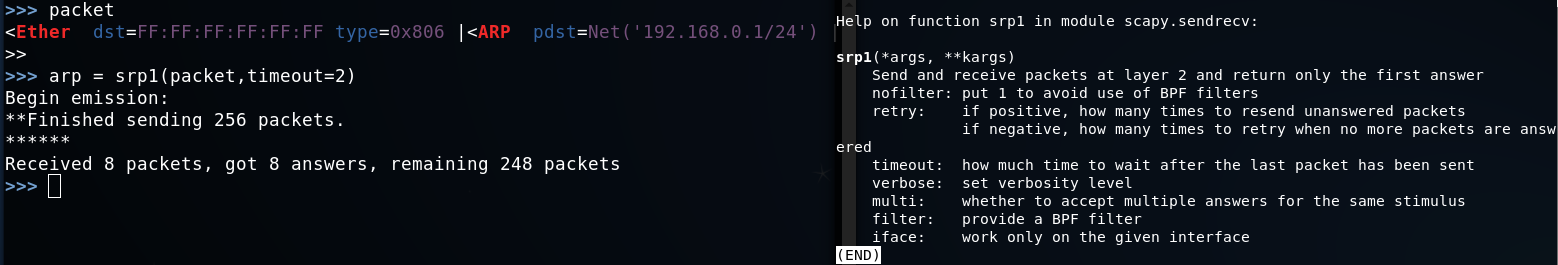 >>> packet
<Ether  dst=FF:FF:FF:FF:FF:FF type=0x806 |<ARP  pdst=Net('192.168.0.1/24') |
>>
>>> arp = srp1(packet,timeout=2)
Begin emission:
**Finished sending 256 packets.
******
Received 8 packets, got 8 answers, remaining 248 packets
>>>
Help on function srp1 in module scapy.sendrecv:
srp1(*args, **kargs)
    Send and receive packets at layer 2 and return only the first answer
    nofilter: put 1 to avoid use of BPF filters
    retry:    if positive, how many times to resend unanswered packets
              if negative, how many times to retry when no more packets are answ
ered
    timeout:  how much time to wait after the last packet has been sent
    verbose:  set verbosity level
    multi:    whether to accept multiple answers for the same stimulus
    filter:   provide a BPF filter
    iface:    work only on the given interface
(END)